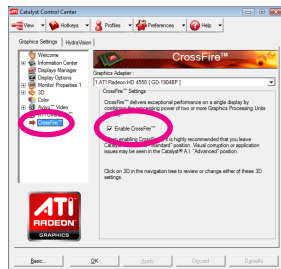 Catalyst Control Center
View Hotkeys Profiles Preferences Help
Graphics Settings HydraVision
Welcome
Information Center
Displays Manager
Display Options
Monitor Properties 1
3D
Color
Avivo™ Video
CrossFire™
CrossFire™
Graphics Adapter :
1.ATI Radeon HD 4550 [ GD-1904BP ]
CrossFire™ Settings
CrossFire™ delivers exceptional performance on a single display by
combining the processing power of two or more Graphics Processing Units
Enable CrossFire™
When enabling CrossFire™ it is highly recommended that you leave
Catalyst "Standard" position. Visual corruption or application
issues may be seen in the Catalyst® A.I. "Advanced" position.
Click on 3D in the navigation tree to review or change either of these 3D
settings.
ATI
RADEON
GRAPHICS
Basic... OK Apply Discard Defaults